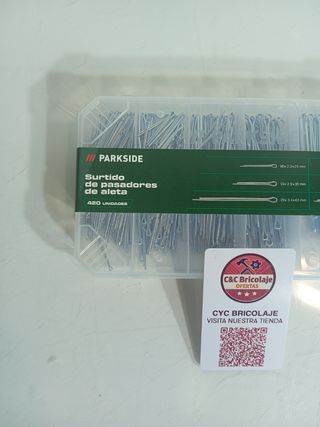 /// PARKSIDE
Surtido
de pasadores
de aleta
420 UNIDADES
C&C Bricolaje
OFERTAS
CYC BRICOLAJE
VISITA NUESTRA TIENDA